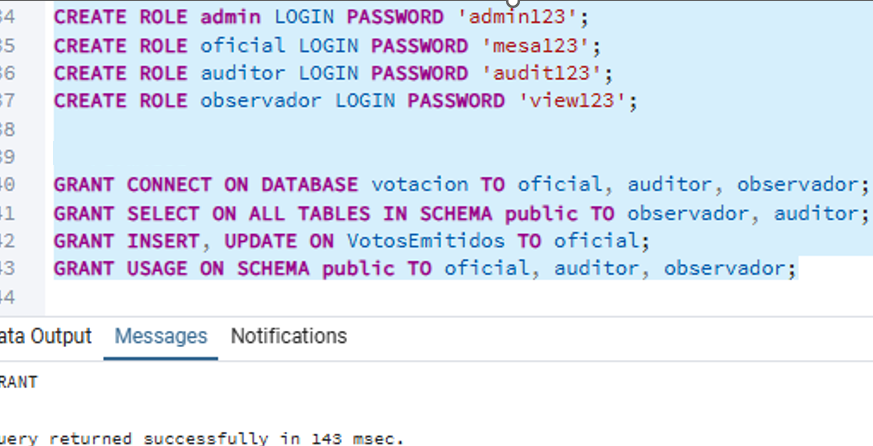 34 CREATE ROLE admin LOGIN PASSWORD 'admin123';
35 CREATE ROLE oficial LOGIN PASSWORD 'mesa123';
36 CREATE ROLE auditor LOGIN PASSWORD 'audit123';
37 CREATE ROLE observador LOGIN PASSWORD 'view123';
38
39
40 GRANT CONNECT ON DATABASE votacion TO oficial, auditor, observador;
41 GRANT SELECT ON ALL TABLES IN SCHEMA public TO observador, auditor;
42 GRANT INSERT, UPDATE ON VotosEmitidos TO oficial;
43 GRANT USAGE ON SCHEMA public TO oficial, auditor, observador;
44
ata Output Messages Notifications
RANT
uery returned successfully in 143 msec.